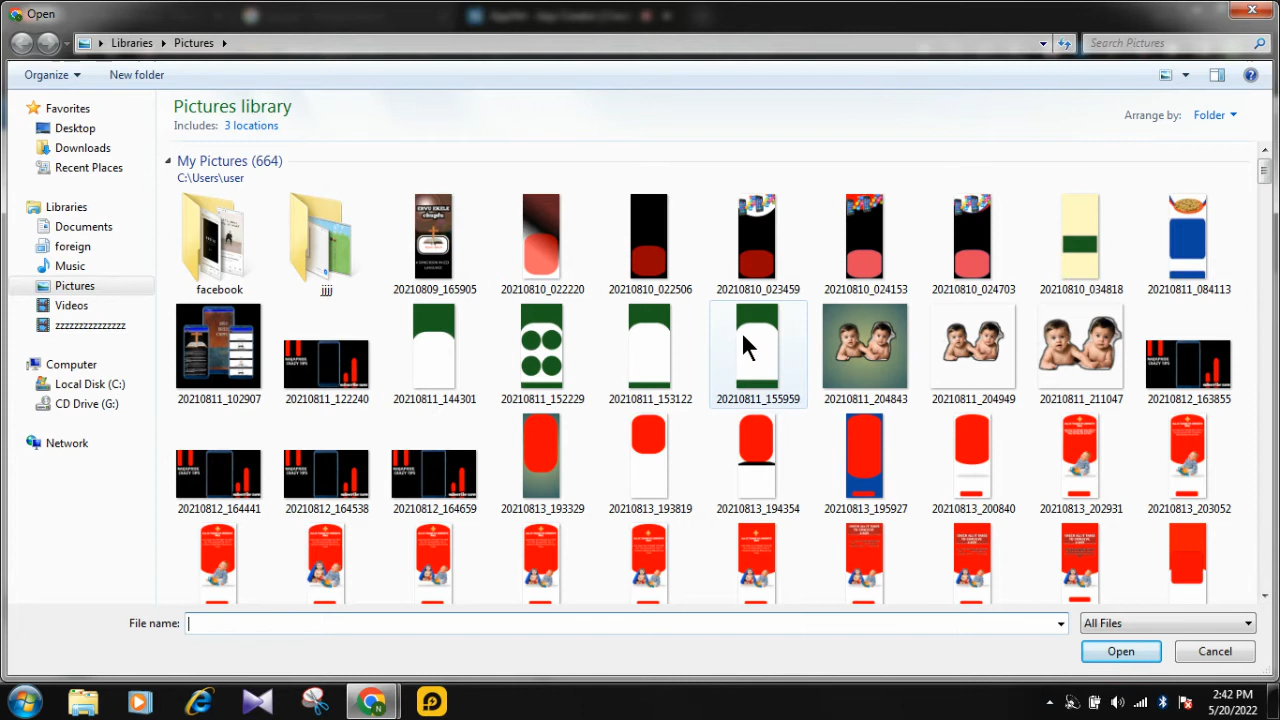 Open
Libraries Pictures
Search Pictures
Organize New folder
Favorites
Desktop
Downloads
Recent Places
Libraries
Documents
foreign
Music
Pictures
Videos
zzzzzzzzzzzzzz
Computer
Local Disk (C:)
CD Drive (G:)
Network
Pictures library
Includes: 3 locations
Arrange by: Folder
My Pictures (664)
C:\Users\user
facebook jjjj 20210809_165905 20210810_022220 20210810_022506 20210810_023459 20210810_024153 20210810_024703 20210810_034818 20210811_084113
20210811_102907 20210811_122240 20210811_144301 20210811_152229 20210811_153122 20210811_155959 20210811_204843 20210811_204949 20210811_211047 20210812_163855
20210812_164441 20210812_164538 20210812_164659 20210813_193329 20210813_193819 20210813_194354 20210813_195927 20210813_200840 20210813_202931 20210813_203052
File name:
All Files
Open Cancel
2:42 PM
5/20/2022